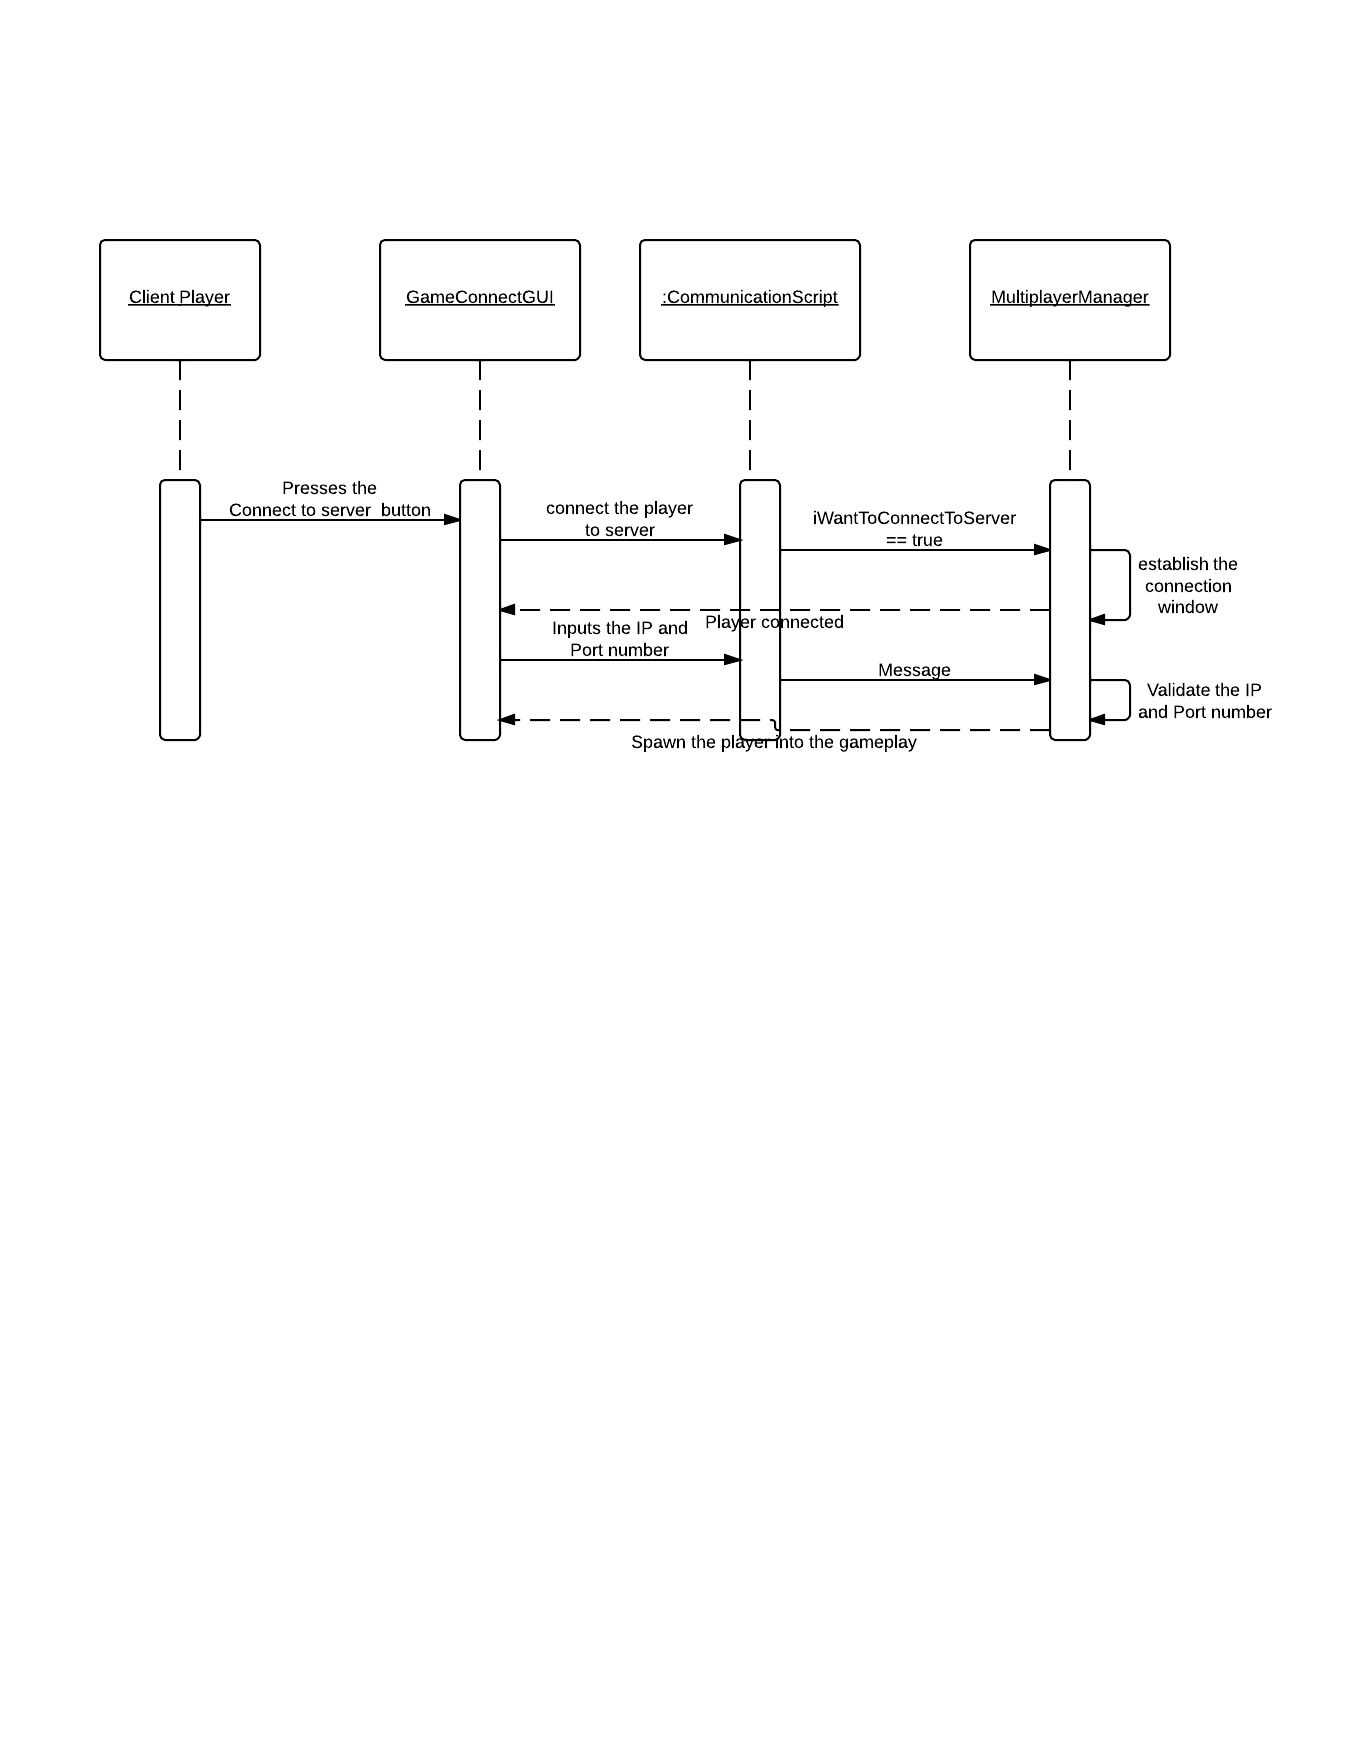 Client Player
GameConnectGUI
:CommunicationScript
MultiplayerManager
Presses the
Connect to server  button
connect the player
to server
iWantToConnectToServer
== true
establish the
connection
window
Player connected
Inputs the IP and
Port number
Message
Validate the IP
and Port number
Spawn the player into the gameplay